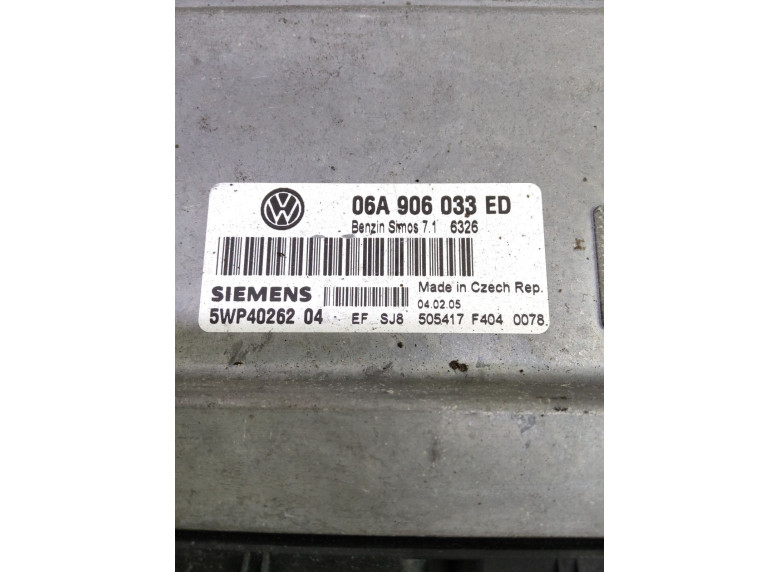 06A 906 033 ED
Benzin Simos 7.1 6326
SIEMENS
Made in Czech Rep.
04.02.05
5WP40262 04 EF SJ8 505417 F404 0078